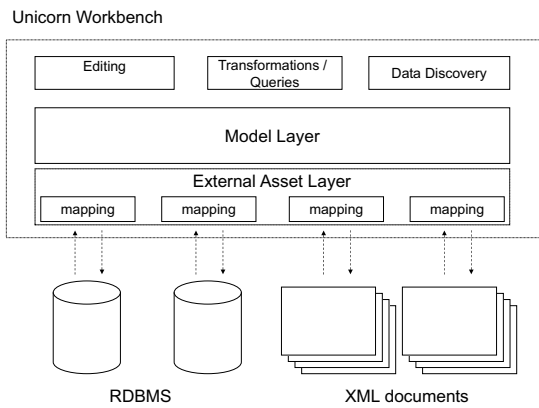 Unicorn Workbench
Editing
Transformations /
Queries
Data Discovery
Model Layer
External Asset Layer
mapping
mapping
mapping
mapping
RDBMS
XML documents